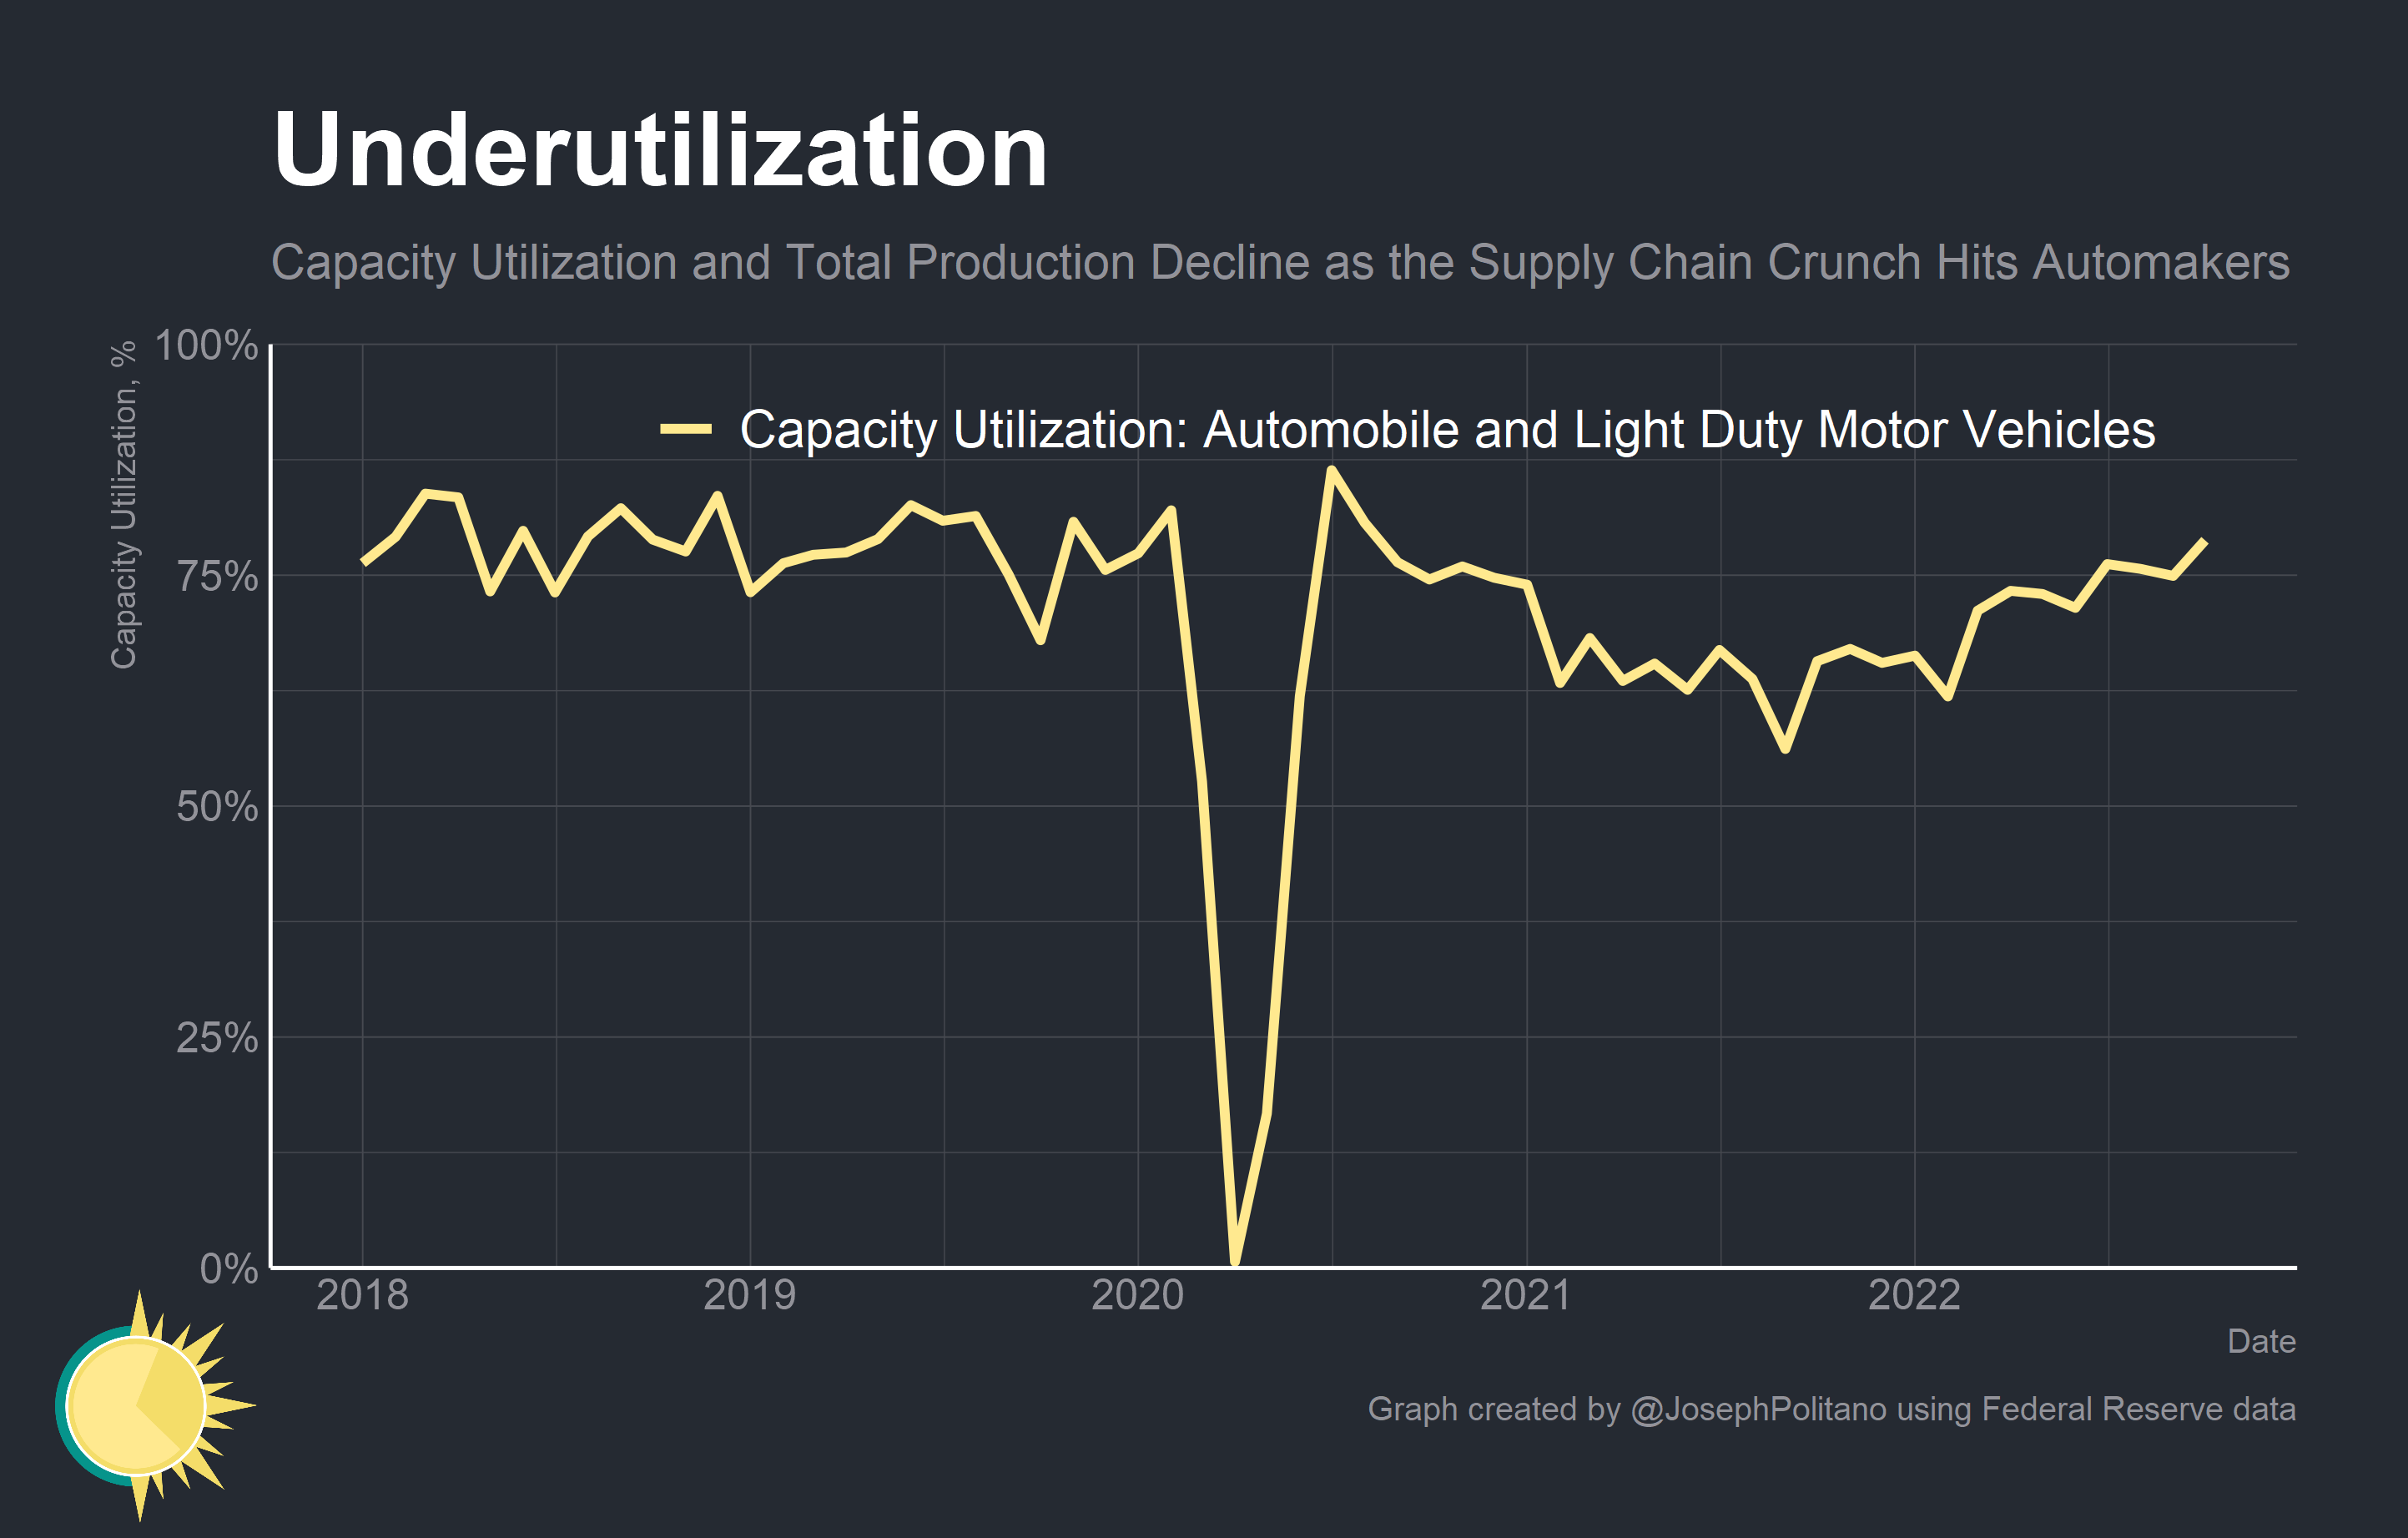 Underutilization
Capacity Utilization and Total Production Decline as the Supply Chain Crunch Hits Automakers
Capacity Utilization, %
100%
75%
50%
25%
0%
Capacity Utilization: Automobile and Light Duty Motor Vehicles
2018
2019
2020
2021
2022
Date
Graph created by @JosephPolitano using Federal Reserve data